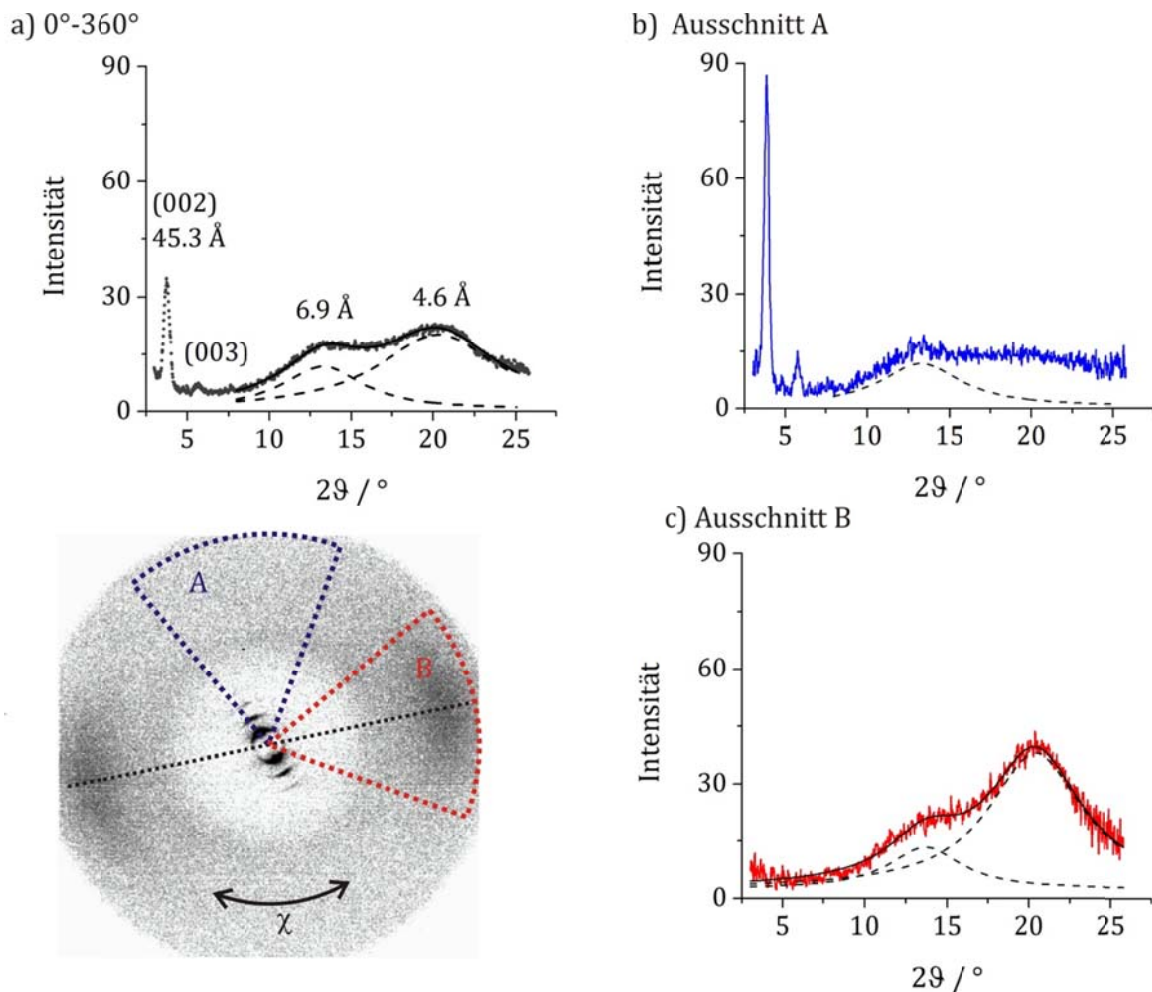 a) 0°-360°
90
60
30
0
Intensität
(002)
45.3 Å
(003)
6.9 Å
4.6 Å
5 10 15 20 25
2ϑ / °
b) Ausschnitt A
90
60
30
0
Intensität
5 10 15 20 25
2ϑ / °
A
B
χ
c) Ausschnitt B
90
60
30
0
Intensität
5 10 15 20 25
2ϑ / °